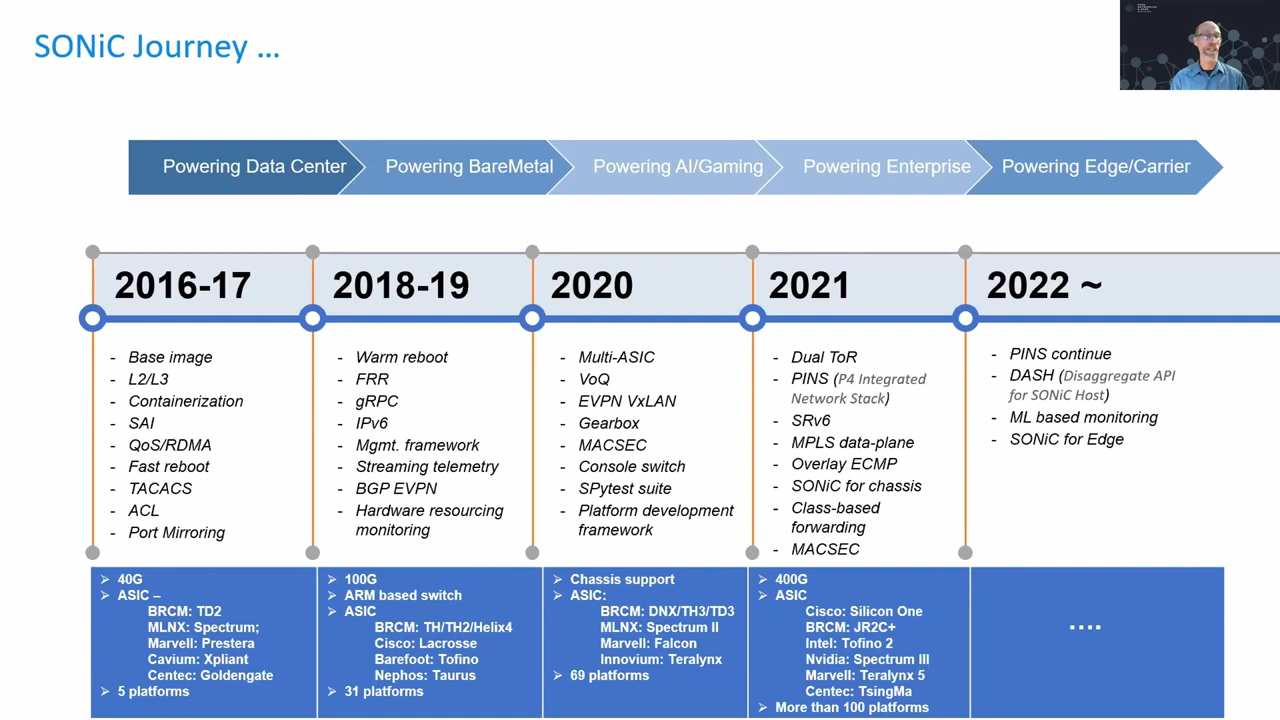 SONiC Journey ...
Powering Data Center
Powering BareMetal
Powering AI/Gaming
Powering Enterprise
Powering Edge/Carrier
2016-17
2018-19
2020
2021
2022 ~
- Base image
- L2/L3
- Containerization
- SAI
- QoS/RDMA
- Fast reboot
- TACACS
- ACL
- Port Mirroring
- Warm reboot
- FRR
- gRPC
- IPv6
- Mgmt. framework
- Streaming telemetry
- BGP EVPN
- Hardware resourcing
monitoring
- Multi-ASIC
- VoQ
- EVPN VxLAN
- Gearbox
- MACSEC
- Console switch
- SPytest suite
- Platform development
framework
- Dual ToR
- PINS (P4 Integrated
Network Stack)
- SRv6
- MPLS data-plane
- Overlay ECMP
- SONiC for chassis
- Class-based
forwarding
- MACSEC
- PINS continue
- DASH (Disaggregate API
for SONiC Host)
- ML based monitoring
- SONiC for Edge
➢ 40G
➢ ASIC –
BRCM: TD2
MLNX: Spectrum;
Marvell: Prestera
Cavium: Xpliant
Centec: Goldengate
➢ 5 platforms
➢ 100G
➢ ARM based switch
➢ ASIC
BRCM: TH/TH2/Helix4
Cisco: Lacrosse
Barefoot: Tofino
Nephos: Taurus
➢ 31 platforms
➢ Chassis support
➢ ASIC:
BRCM: DNX/TH3/TD3
MLNX: Spectrum II
Marvell: Falcon
Innovium: Teralynx
➢ 69 platforms
➢ 400G
➢ ASIC
Cisco: Silicon One
BRCM: JR2C+
Intel: Tofino 2
Nvidia: Spectrum III
Marvell: Teralynx 5
Centec: TsingMa
➢ More than 100 platforms
....